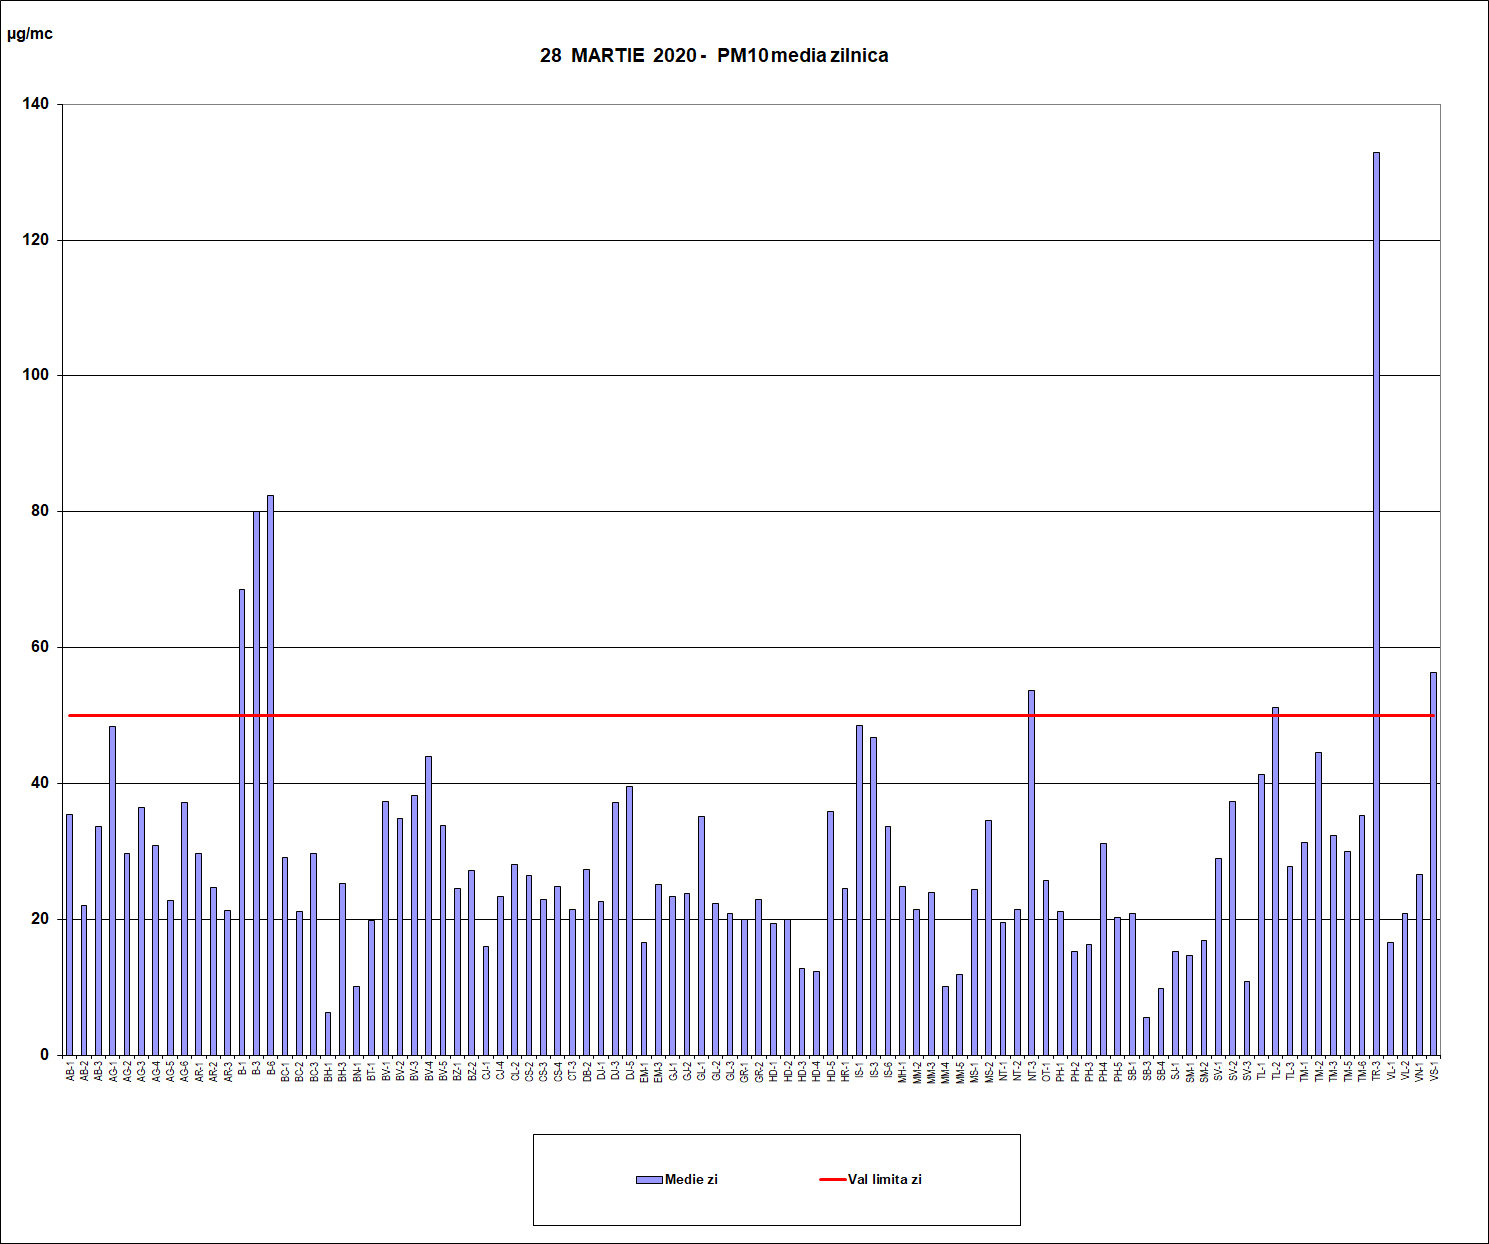 µg/mc
28 MARTIE 2020 - PM10 media zilnica
140
120
100
80
60
40
20
0
AB-1
AB-2
AB-3
AG-1
AG-2
AG-3
AG-4
AG-5
AG-6
AR-1
AR-2
AR-3
B-1
B-3
B-6
BC-1
BC-2
BC-3
BH-1
BH-3
BN-1
BT-1
BV-1
BV-2
BV-3
BV-4
BV-5
BZ-1
BZ-2
CJ-1
CJ-4
CL-2
CS-2
CS-3
CS-4
CT-3
DB-2
DJ-1
DJ-3
DJ-5
EM-1
EM-3
GJ-1
GJ-2
GL-1
GL-2
GL-3
GR-1
GR-2
HD-1
HD-2
HD-3
HD-4
HD-5
HR-1
IS-1
IS-3
IS-6
MH-1
MM-2
MM-3
MM-4
MM-5
MS-1
MS-2
NT-1
NT-2
NT-3
OT-1
PH-1
PH-2
PH-3
PH-4
PH-5
SB-1
SB-3
SB-4
SJ-1
SM-1
SM-2
SV-1
SV-2
SV-3
TL-1
TL-2
TL-3
TM-1
TM-2
TM-3
TM-5
TM-6
TR-3
VL-1
VL-2
VN-1
VS-1
Medie zi
Val limita zi